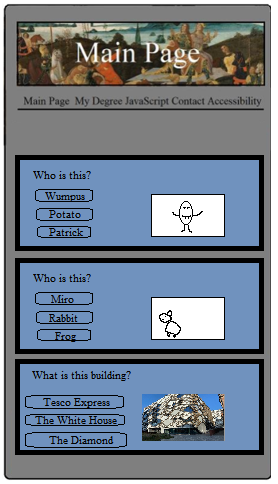 Main Page
Main Page My Degree JavaScript Contact Accessibility
Who is this?
Wumpus
Potato
Patrick
Who is this?
Miro
Rabbit
Frog
What is this building?
Tesco Express
The White House
The Diamond